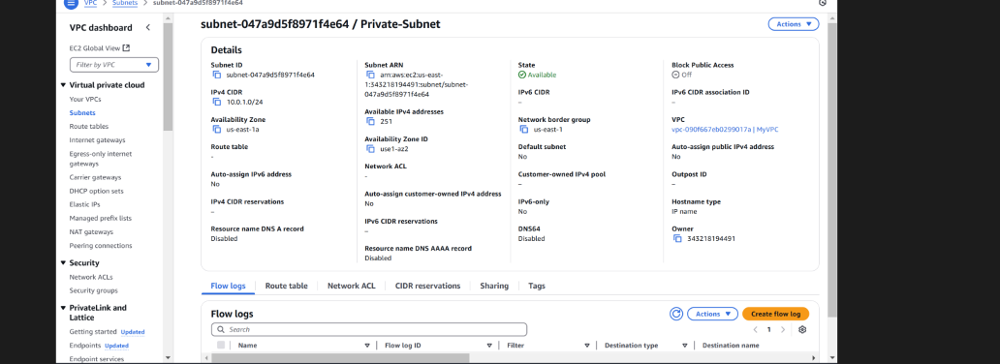 VPC > Subnets > subnet-047a9d5f8971f4e64
VPC dashboard
EC2 Global View
Filter by VPC
Virtual private cloud
Your VPCs
Subnets
Route tables
Internet gateways
Egress-only internet
gateways
Carrier gateways
DHCP option sets
Elastic IPs
Managed prefix lists
NAT gateways
Peering connections
Security
Network ACLs
Security groups
PrivateLink and
Lattice
Getting started Updated
Endpoints Updated
Endpoint services
subnet-047a9d5f8971f4e64 / Private-Subnet
Actions
Details
Subnet ID
subnet-047a9d5f8971f4e64
IPv4 CIDR
10.0.1.0/24
Availability Zone
us-east-1a
Route table
-
Auto-assign IPv6 address
No
IPv4 CIDR reservations
–
Resource name DNS A record
Disabled
Subnet ARN
arn:aws:ec2:us-east-
1:343218194491:subnet/subnet-
047a9d5f8971f4e64
Available IPv4 addresses
251
Availability Zone ID
use1-az2
Network ACL
-
Auto-assign customer-owned IPv4 address
No
IPv6 CIDR reservations
–
Resource name DNS AAAA record
Disabled
State
Available
IPv6 CIDR
–
Network border group
us-east-1
Default subnet
No
Customer-owned IPv4 pool
–
IPv6-only
No
DNS64
Disabled
Block Public Access
Off
IPv6 CIDR association ID
–
VPC
vpc-090f667eb0299017a | MyVPC
Auto-assign public IPv4 address
No
Outpost ID
–
Hostname type
IP name
Owner
343218194491
Flow logs Route table Network ACL CIDR reservations Sharing Tags
Flow logs
Actions
Create flow log
Search
1
Name Flow log ID Filter Destination type Destination name